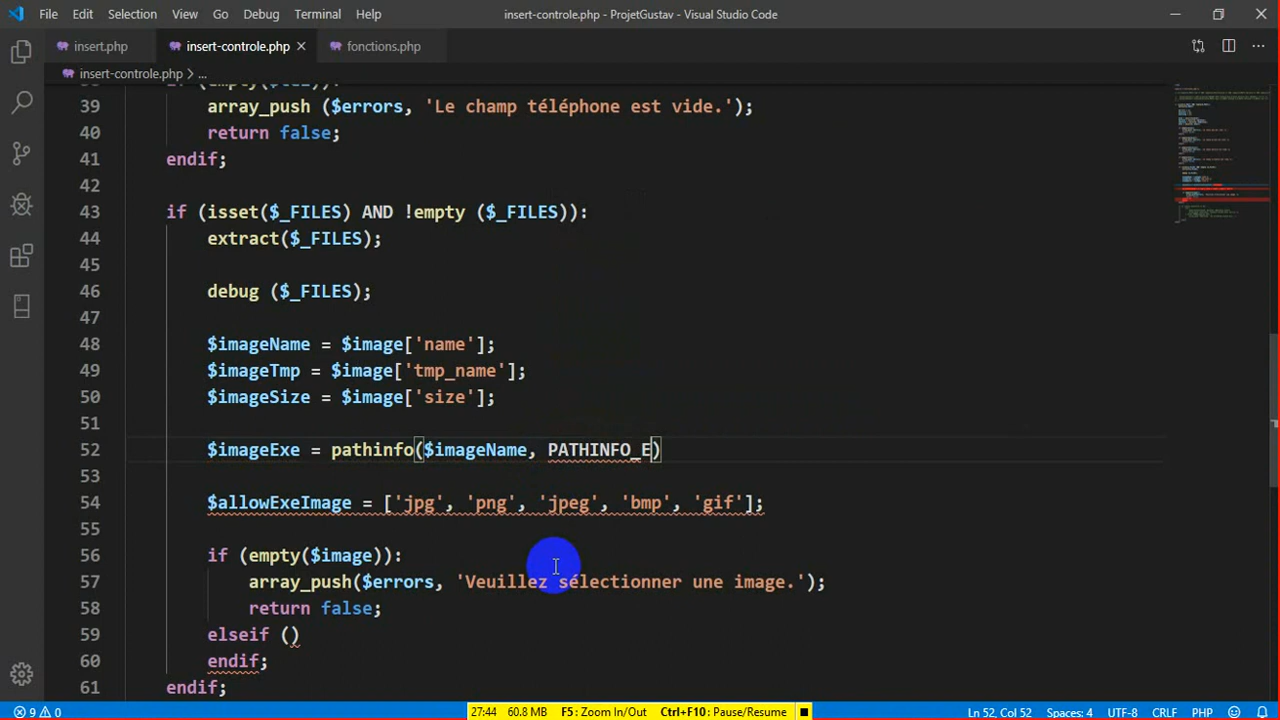 File Edit Selection View Go Debug Terminal Help insert-controle.php - ProjetGustav - Visual Studio Code
insert.php insert-controle.php fonctions.php
insert-controle.php > ...
39 array_push ($errors, 'Le champ téléphone est vide.');
40 return false;
41 endif;
42
43 if (isset($_FILES) AND !empty ($_FILES)):
44 extract($_FILES);
45
46 debug ($_FILES);
47
48 $imageName = $image['name'];
49 $imageTmp = $image['tmp_name'];
50 $imageSize = $image['size'];
51
52 $imageExe = pathinfo($imageName, PATHINFO_E)
53
54 $allowExeImage = ['jpg', 'png', 'jpeg', 'bmp', 'gif'];
55
56 if (empty($image)):
57 array_push($errors, 'Veuillez sélectionner une image.');
58 return false;
59 elseif ()
60 endif;
61 endif;
9 0 27:44 60.8 MB F5: Zoom In/Out Ctrl+F10: Pause/Resume Ln 52, Col 52 Spaces: 4 UTF-8 CRLF PHP